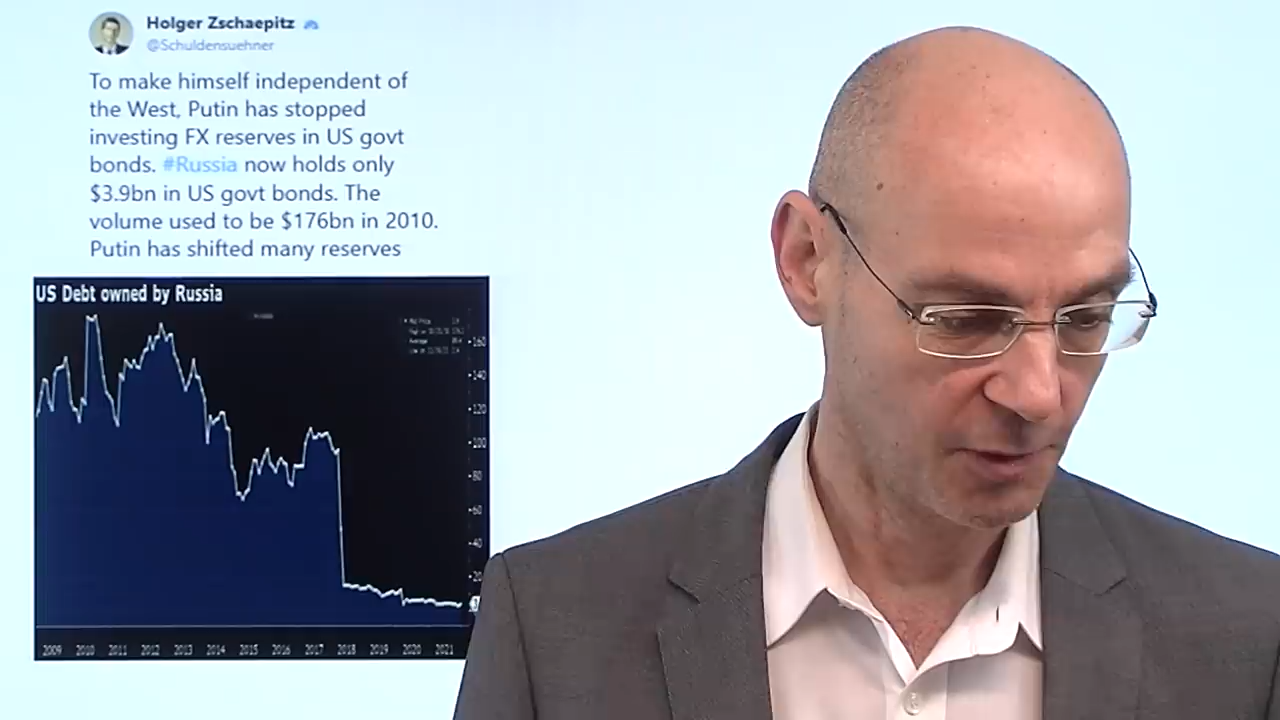 Holger Zschaepitz
@Schuldensuehner
To make himself independent of
the West, Putin has stopped
investing FX reserves in US govt
bonds. #Russia now holds only
$3.9bn in US govt bonds. The
volume used to be $176bn in 2010.
Putin has shifted many reserves
US Debt owned by Russia
160
140
120
100
80
60
40
20
2009 2010 2011 2012 2013 2014 2015 2016 2017 2018 2019 2020 2021